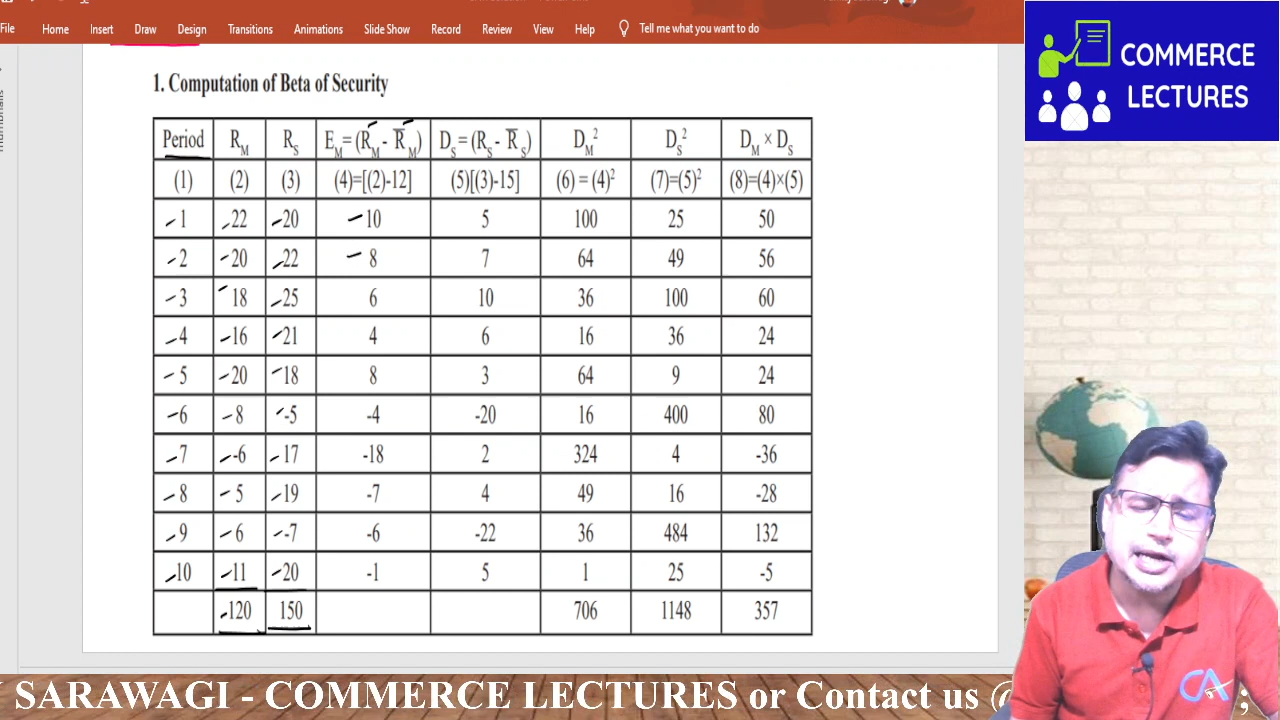 File Home Insert Draw Design Transitions Animations Slide Show Record Review View Help Tell me what you want to do
COMMERCE
LECTURES
1. Computation of Beta of Security
Period R_M R_S E_M= (R_M- R̅_M) D_S = (R_S- R̅_S) D_M² D_S² D_M × D_S
(1) (2) (3) (4)=[(2)-12] (5)[(3)-15] (6) = (4)² (7)=(5)² (8)=(4)×(5)
1 22 20 10 5 100 25 50
2 20 22 8 7 64 49 56
3 18 25 6 10 36 100 60
4 16 21 4 6 16 36 24
5 20 18 8 3 64 9 24
6 8 -5 -4 -20 16 400 80
7 -6 17 -18 2 324 4 -36
8 5 19 -7 4 49 16 -28
9 6 -7 -6 -22 36 484 132
10 11 20 -1 5 1 25 -5
120 150 706 1148 357
SARAWAGI - COMMERCE LECTURES or Contact us @ ;
CA